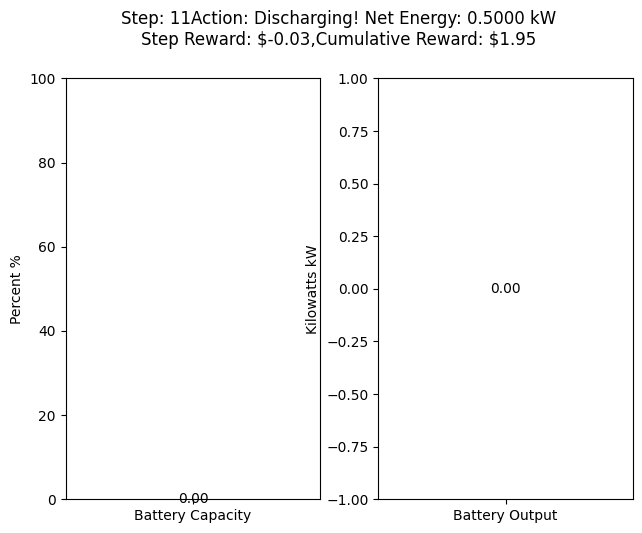 Step: 11Action: Discharging! Net Energy: 0.5000 kW
Step Reward: $-0.03,Cumulative Reward: $1.95
100
80
60
40
20
0
Percent %
0.00
Battery Capacity
1.00
0.75
0.50
0.25
0.00
−0.25
−0.50
−0.75
−1.00
Kilowatts kW
0.00
Battery Output